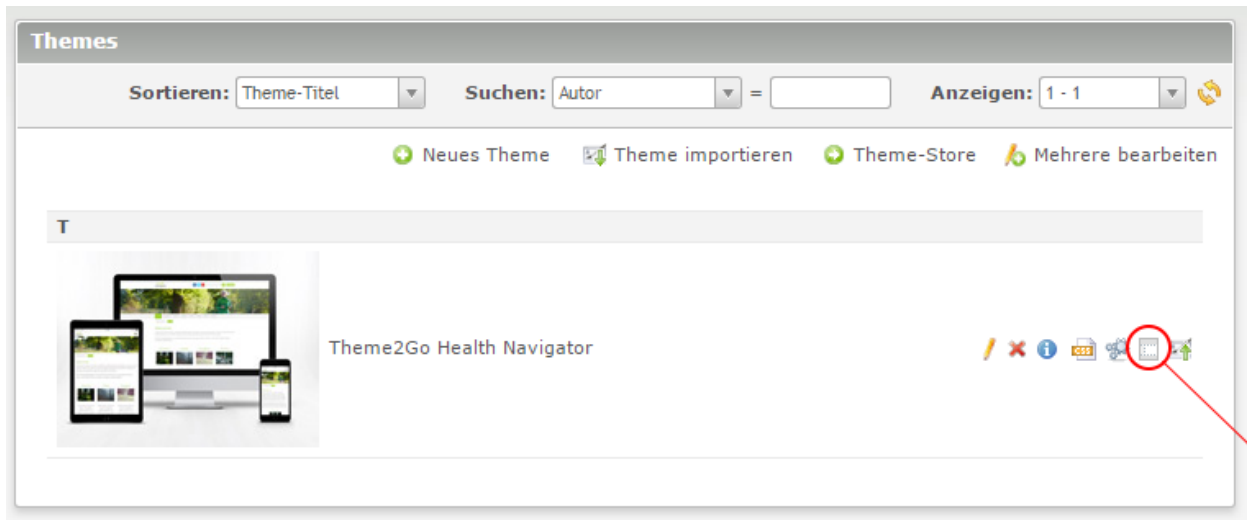 Themes
Sortieren: Theme-Titel Suchen: Autor = Anzeigen: 1 - 1
Neues Theme Theme importieren Theme-Store Mehrere bearbeiten
T
Theme2Go Health Navigator
css